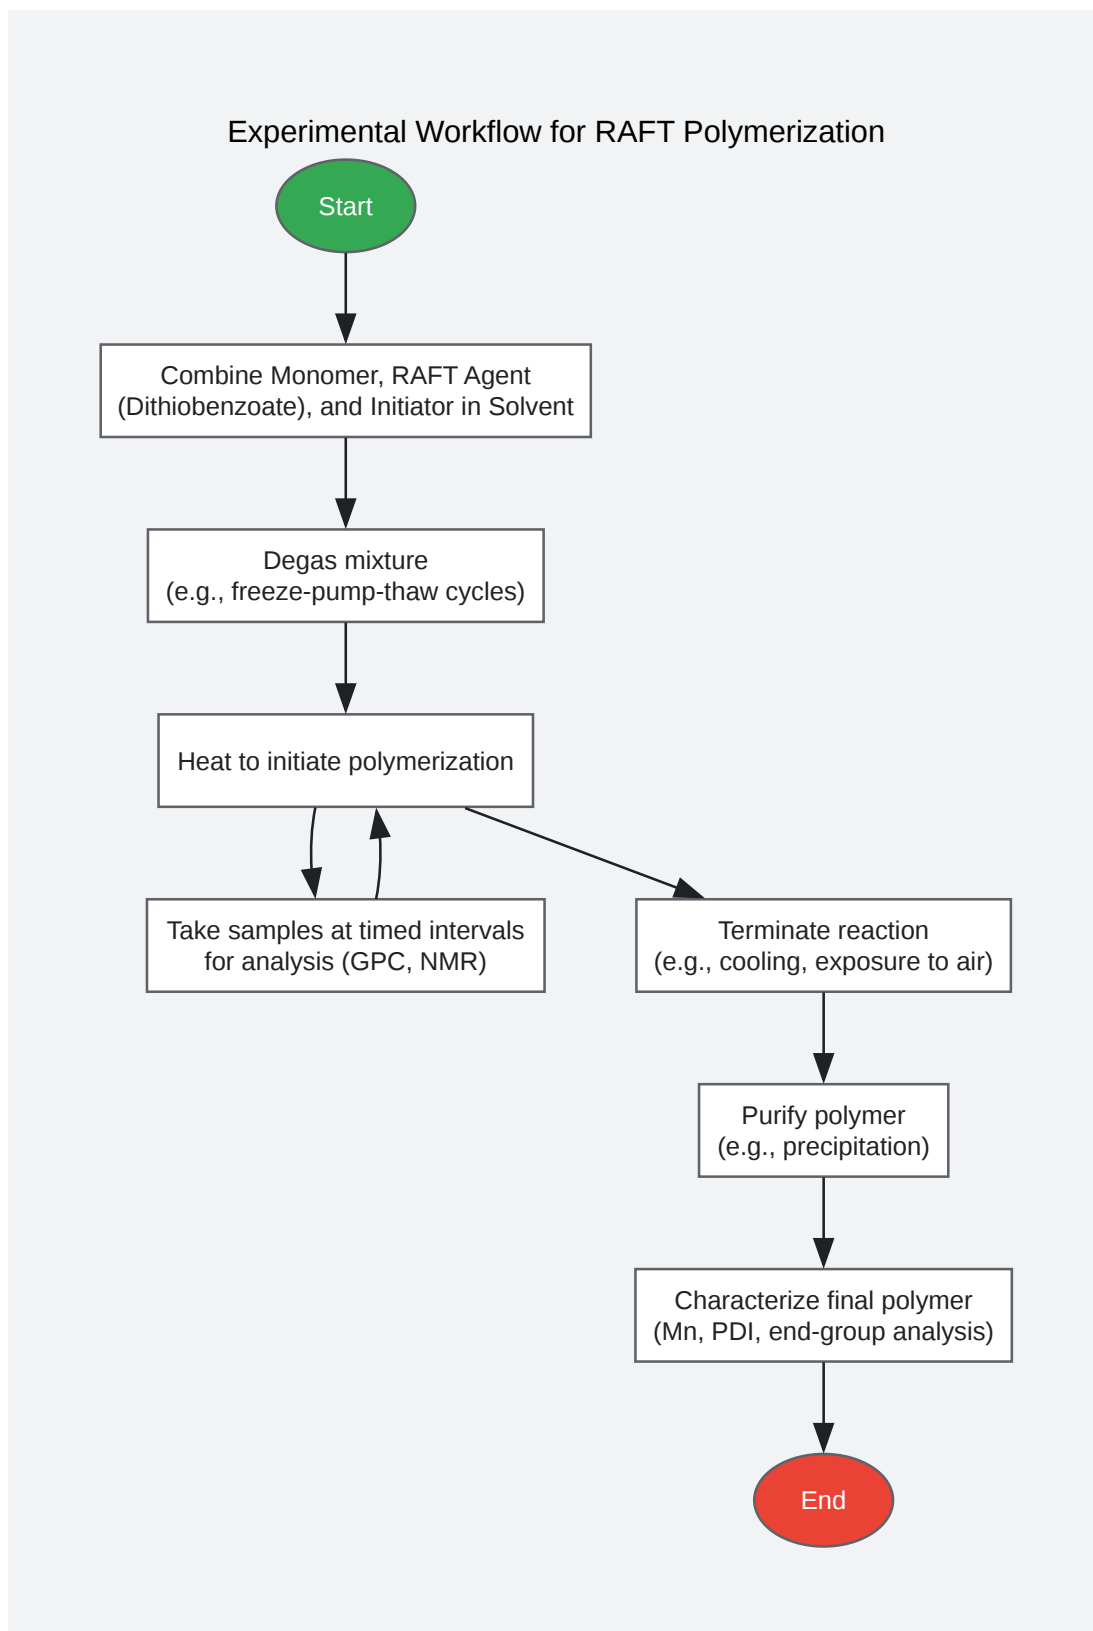 Experimental Workflow for RAFT Polymerization
Start
Combine Monomer, RAFT Agent
(Dithiobenzoate), and Initiator in Solvent
Degas mixture
(e.g., freeze-pump-thaw cycles)
Heat to initiate polymerization
Take samples at timed intervals
for analysis (GPC, NMR)
Terminate reaction
(e.g., cooling, exposure to air)
Purify polymer
(e.g., precipitation)
Characterize final polymer
(Mn, PDI, end-group analysis)
End